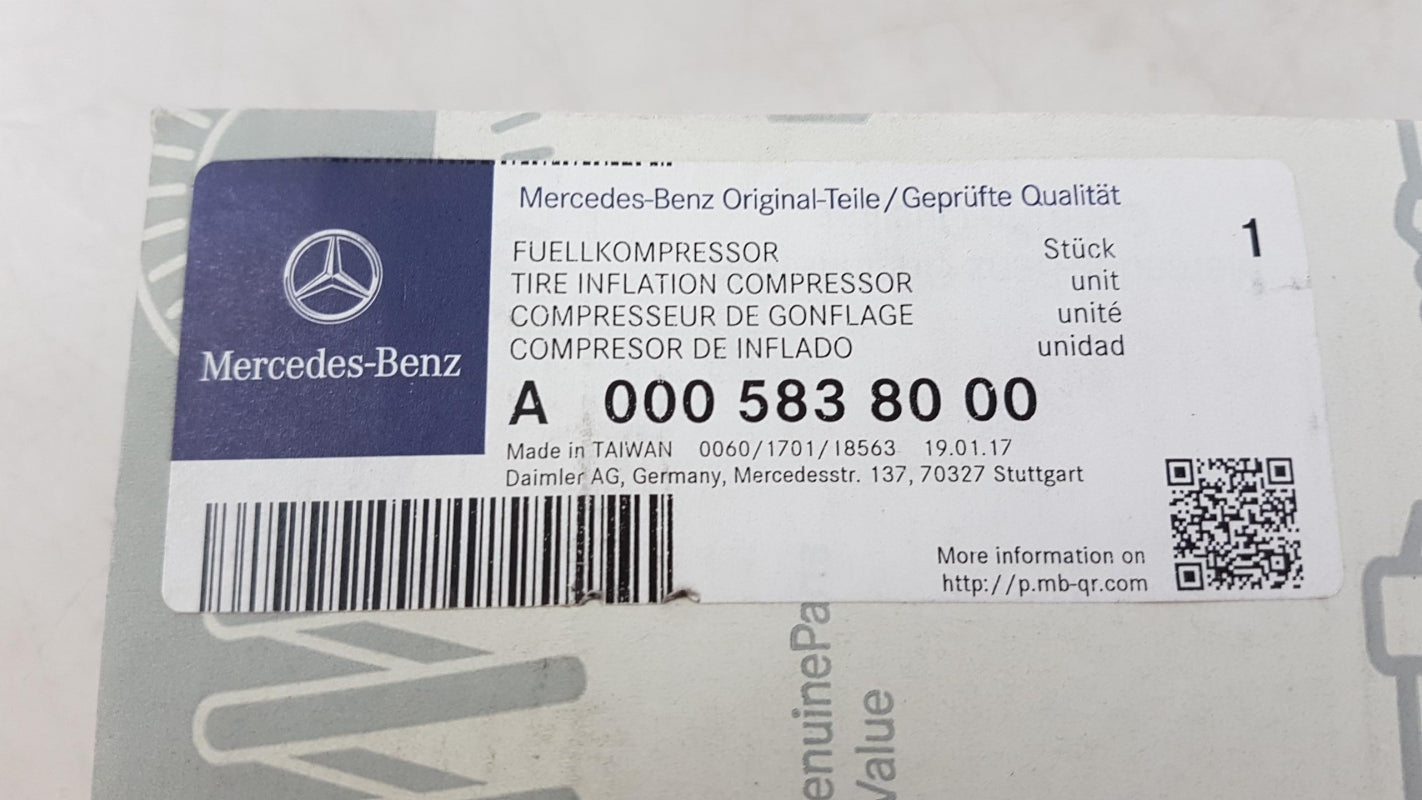 Mercedes-Benz
Mercedes-Benz Original-Teile/Geprüfte Qualität
FUELLKOMPRESSOR Stück 1
TIRE INFLATION COMPRESSOR unit
COMPRESSEUR DE GONFLAGE unité
COMPRESOR DE INFLADO unidad
A 000 583 80 00
Made in TAIWAN 0060/1701/18563 19.01.17
Daimler AG, Germany, Mercedesstr. 137, 70327 Stuttgart
More information on
http://p.mb-qr.com
Value